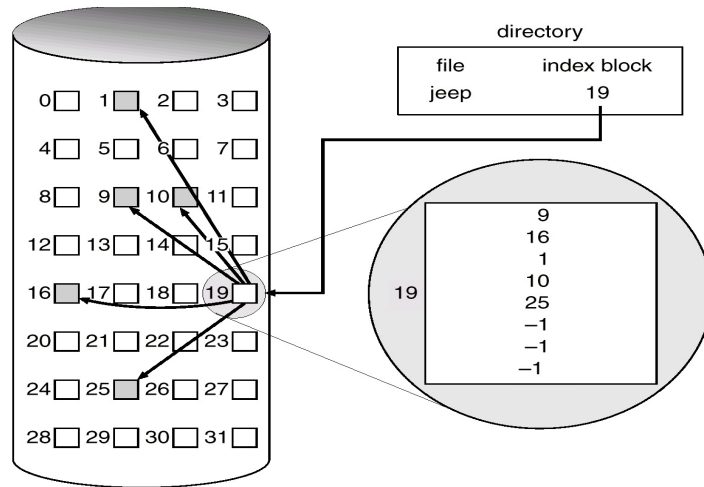 directory
file index block
jeep 19
0 1 2 3
4 5 6 7
8 9 10 11
12 13 14 15
16 17 18 19
20 21 22 23
24 25 26 27
28 29 30 31
19
9
16
1
10
25
–1
–1
–1